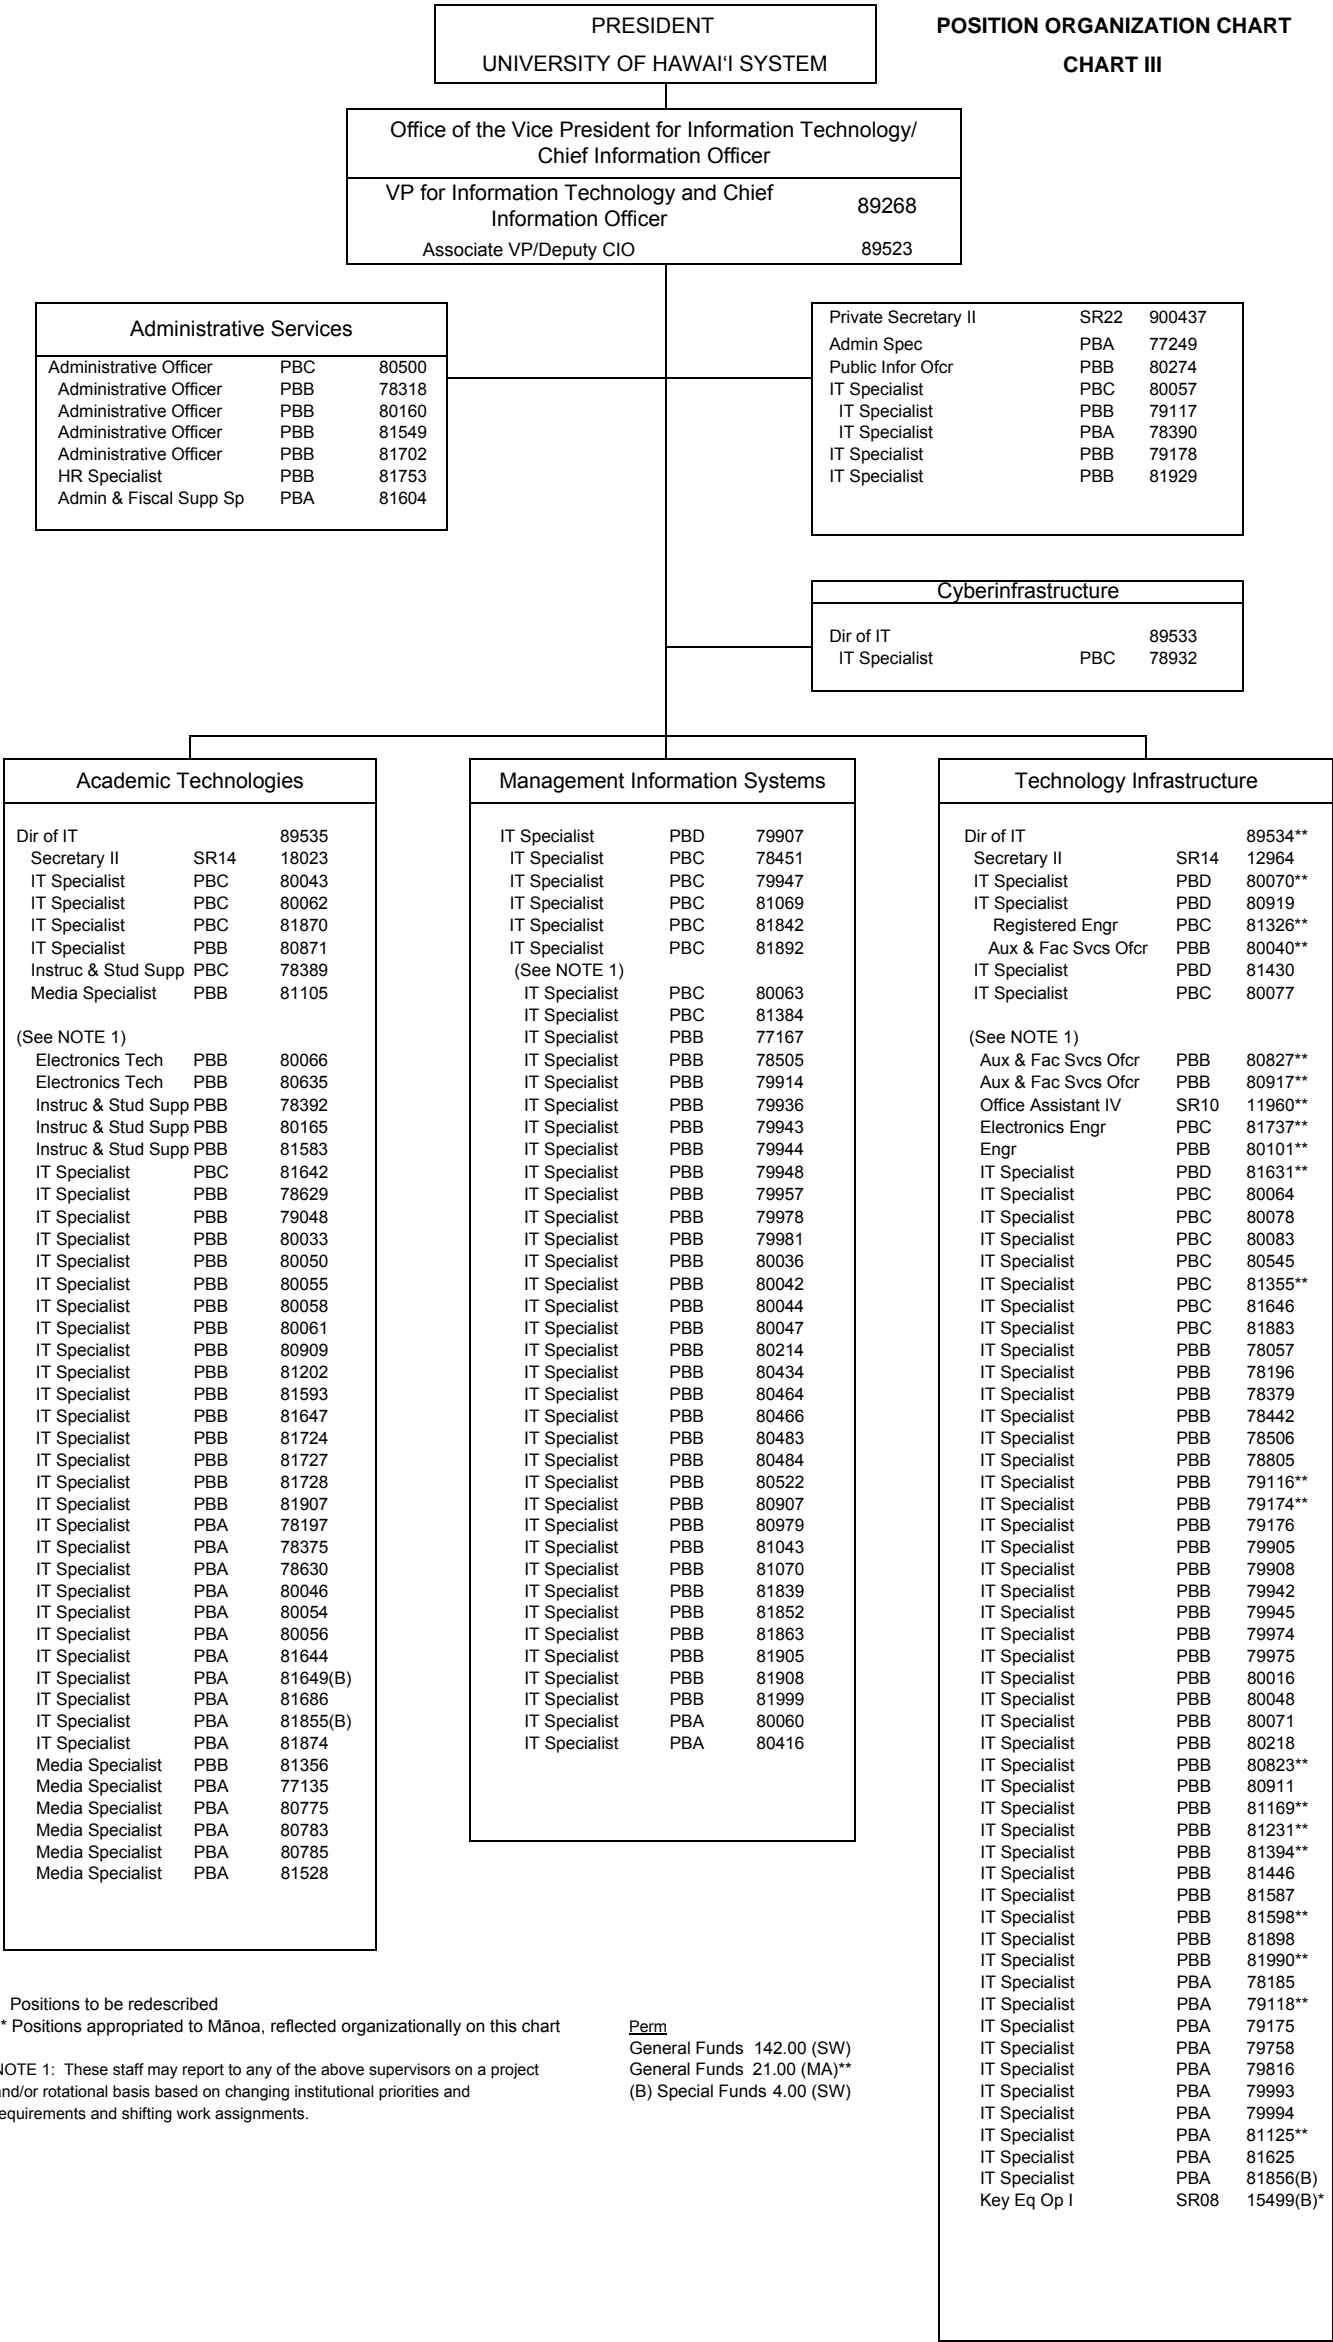 PRESIDENT
UNIVERSITY OF HAWAI‘I SYSTEM
POSITION ORGANIZATION CHART
CHART III
Office of the Vice President for Information Technology/
Chief Information Officer
VP for Information Technology and Chief
Information Officer 89268
Associate VP/Deputy CIO 89523
Administrative Services
Administrative Officer PBC 80500
Administrative Officer PBB 78318
Administrative Officer PBB 80160
Administrative Officer PBB 81549
Administrative Officer PBB 81702
HR Specialist PBB 81753
Admin & Fiscal Supp Sp PBA 81604
Private Secretary II SR22 900437
Admin Spec PBA 77249
Public Infor Ofcr PBB 80274
IT Specialist PBC 80057
IT Specialist PBB 79117
IT Specialist PBA 78390
IT Specialist PBB 79178
IT Specialist PBB 81929
Cyberinfrastructure
Dir of IT 89533
IT Specialist PBC 78932
Academic Technologies
Dir of IT 89535
Secretary II SR14 18023
IT Specialist PBC 80043
IT Specialist PBC 80062
IT Specialist PBC 81870
IT Specialist PBB 80871
Instruc & Stud Supp PBC 78389
Media Specialist PBB 81105
(See NOTE 1)
Electronics Tech PBB 80066
Electronics Tech PBB 80635
Instruc & Stud Supp PBB 78392
Instruc & Stud Supp PBB 80165
Instruc & Stud Supp PBB 81583
IT Specialist PBC 81642
IT Specialist PBB 78629
IT Specialist PBB 79048
IT Specialist PBB 80033
IT Specialist PBB 80050
IT Specialist PBB 80055
IT Specialist PBB 80058
IT Specialist PBB 80061
IT Specialist PBB 80909
IT Specialist PBB 81202
IT Specialist PBB 81593
IT Specialist PBB 81647
IT Specialist PBB 81724
IT Specialist PBB 81727
IT Specialist PBB 81728
IT Specialist PBB 81907
IT Specialist PBA 78197
IT Specialist PBA 78375
IT Specialist PBA 78630
IT Specialist PBA 80046
IT Specialist PBA 80054
IT Specialist PBA 80056
IT Specialist PBA 81644
IT Specialist PBA 81649(B)
IT Specialist PBA 81686
IT Specialist PBA 81855(B)
IT Specialist PBA 81874
Media Specialist PBB 81356
Media Specialist PBA 77135
Media Specialist PBA 80775
Media Specialist PBA 80783
Media Specialist PBA 80785
Media Specialist PBA 81528
Management Information Systems
IT Specialist PBD 79907
IT Specialist PBC 78451
IT Specialist PBC 79947
IT Specialist PBC 81069
IT Specialist PBC 81842
IT Specialist PBC 81892
(See NOTE 1)
IT Specialist PBC 80063
IT Specialist PBC 81384
IT Specialist PBB 77167
IT Specialist PBB 78505
IT Specialist PBB 79914
IT Specialist PBB 79936
IT Specialist PBB 79943
IT Specialist PBB 79944
IT Specialist PBB 79948
IT Specialist PBB 79957
IT Specialist PBB 79978
IT Specialist PBB 79981
IT Specialist PBB 80036
IT Specialist PBB 80042
IT Specialist PBB 80044
IT Specialist PBB 80047
IT Specialist PBB 80214
IT Specialist PBB 80434
IT Specialist PBB 80464
IT Specialist PBB 80466
IT Specialist PBB 80483
IT Specialist PBB 80484
IT Specialist PBB 80522
IT Specialist PBB 80907
IT Specialist PBB 80979
IT Specialist PBB 81043
IT Specialist PBB 81070
IT Specialist PBB 81839
IT Specialist PBB 81852
IT Specialist PBB 81863
IT Specialist PBB 81905
IT Specialist PBB 81908
IT Specialist PBB 81999
IT Specialist PBA 80060
IT Specialist PBA 80416
Technology Infrastructure
Dir of IT 89534**
Secretary II SR14 12964
IT Specialist PBD 80070**
IT Specialist PBD 80919
Registered Engr PBC 81326**
Aux & Fac Svcs Ofcr PBB 80040**
IT Specialist PBD 81430
IT Specialist PBC 80077
(See NOTE 1)
Aux & Fac Svcs Ofcr PBB 80827**
Aux & Fac Svcs Ofcr PBB 80917**
Office Assistant IV SR10 11960**
Electronics Engr PBC 81737**
Engr PBB 80101**
IT Specialist PBD 81631**
IT Specialist PBC 80064
IT Specialist PBC 80078
IT Specialist PBC 80083
IT Specialist PBC 80545
IT Specialist PBC 81355**
IT Specialist PBC 81646
IT Specialist PBC 81883
IT Specialist PBB 78057
IT Specialist PBB 78196
IT Specialist PBB 78379
IT Specialist PBB 78442
IT Specialist PBB 78506
IT Specialist PBB 78805
IT Specialist PBB 79116**
IT Specialist PBB 79174**
IT Specialist PBB 79176
IT Specialist PBB 79905
IT Specialist PBB 79908
IT Specialist PBB 79942
IT Specialist PBB 79945
IT Specialist PBB 79974
IT Specialist PBB 79975
IT Specialist PBB 80016
IT Specialist PBB 80048
IT Specialist PBB 80071
IT Specialist PBB 80218
IT Specialist PBB 80823**
IT Specialist PBB 80911
IT Specialist PBB 81169**
IT Specialist PBB 81231**
IT Specialist PBB 81394**
IT Specialist PBB 81446
IT Specialist PBB 81587
IT Specialist PBB 81598**
IT Specialist PBB 81898
IT Specialist PBB 81990**
IT Specialist PBA 78185
IT Specialist PBA 79118**
IT Specialist PBA 79175
IT Specialist PBA 79758
IT Specialist PBA 79816
IT Specialist PBA 79993
IT Specialist PBA 79994
IT Specialist PBA 81125**
IT Specialist PBA 81625
IT Specialist PBA 81856(B)
Key Eq Op I SR08 15499(B)*
Positions to be redescribed
* Positions appropriated to Mānoa, reflected organizationally on this chart
NOTE 1: These staff may report to any of the above supervisors on a project
and/or rotational basis based on changing institutional priorities and
requirements and shifting work assignments.
Perm
General Funds 142.00 (SW)
General Funds 21.00 (MA)**
(B) Special Funds 4.00 (SW)